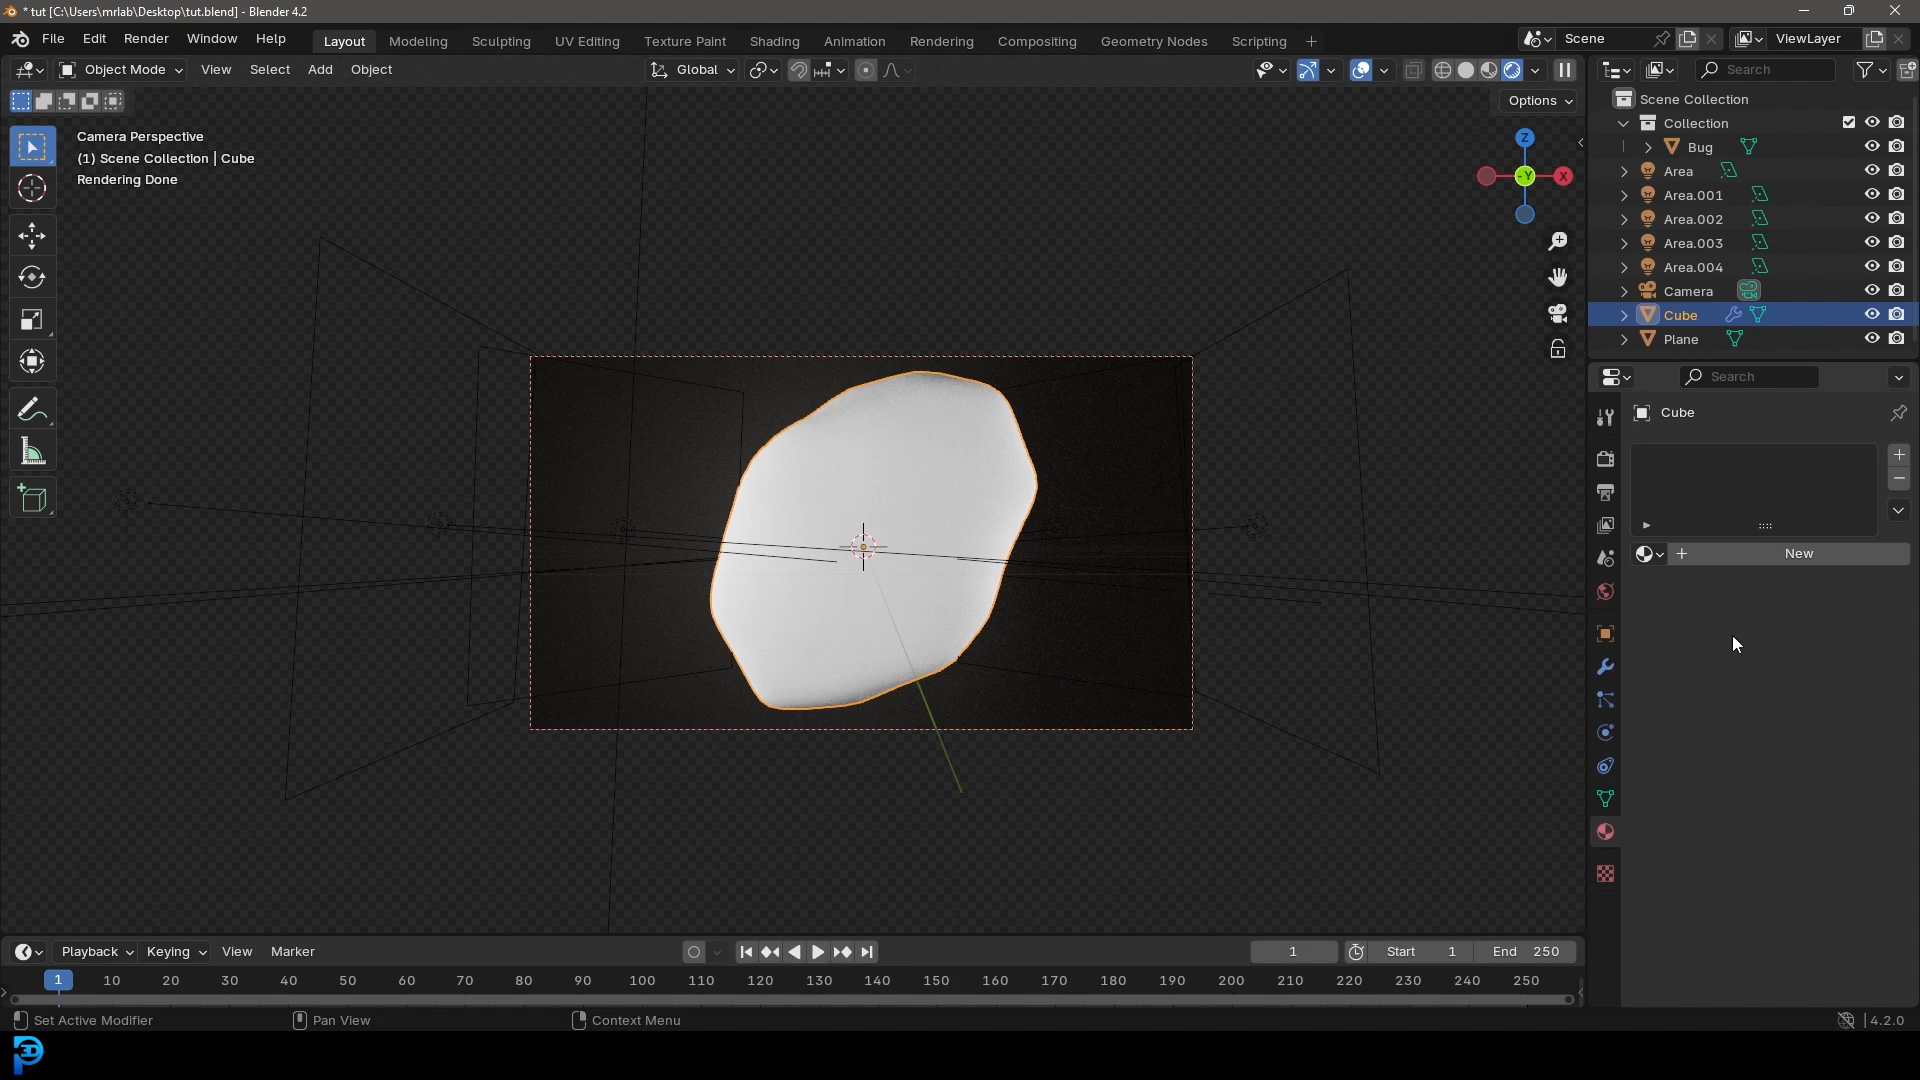 * tut [C:\Users\mrlab\Desktop\tut.blend] - Blender 4.2
File Edit Render Window Help
Layout Modeling Sculpting UV Editing Texture Paint Shading Animation Rendering Compositing Geometry Nodes Scripting +
Scene
ViewLayer
Object Mode View Select Add Object
Global
Search
Options
Camera Perspective
(1) Scene Collection | Cube
Rendering Done
Z
-Y
X
Scene Collection
Collection
Bug
Area
Area.001
Area.002
Area.003
Area.004
Camera
Cube
Plane
Search
Cube
+ New
Playback Keying View Marker
1
Start 1
End 250
1 10 20 30 40 50 60 70 80 90 100 110 120 130 140 150 160 170 180 190 200 210 220 230 240 250
Set Active Modifier
Pan View
Context Menu
4.2.0
3D